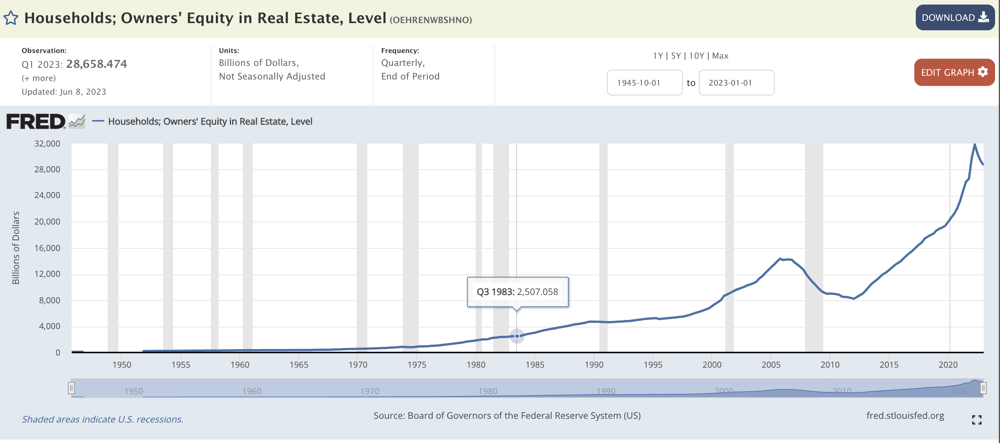 Households; Owners' Equity in Real Estate, Level (OEHRENWBSHNO)
DOWNLOAD
Observation:
Q1 2023: 28,658.474
(+ more)
Updated: Jun 8, 2023
Units:
Billions of Dollars,
Not Seasonally Adjusted
Frequency:
Quarterly,
End of Period
1Y | 5Y | 10Y | Max
1945-10-01 to 2023-01-01
EDIT GRAPH
FRED
Households; Owners' Equity in Real Estate, Level
Billions of Dollars
32,000
28,000
24,000
20,000
16,000
12,000
8,000
4,000
0
Q3 1983: 2,507.058
1950 1955 1960 1965 1970 1975 1980 1985 1990 1995 2000 2005 2010 2015 2020
1950 1960 1970 1980 1990 2000 2010 2020
Shaded areas indicate U.S. recessions.
Source: Board of Governors of the Federal Reserve System (US)
fred.stlouisfed.org